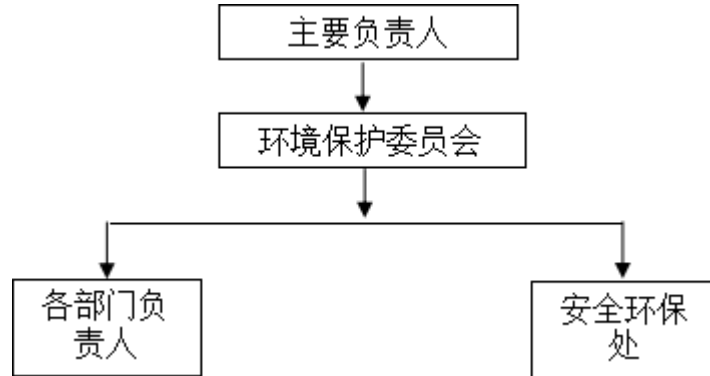 主要负责人
环境保护委员会
各部门负
责人
安全环保
处